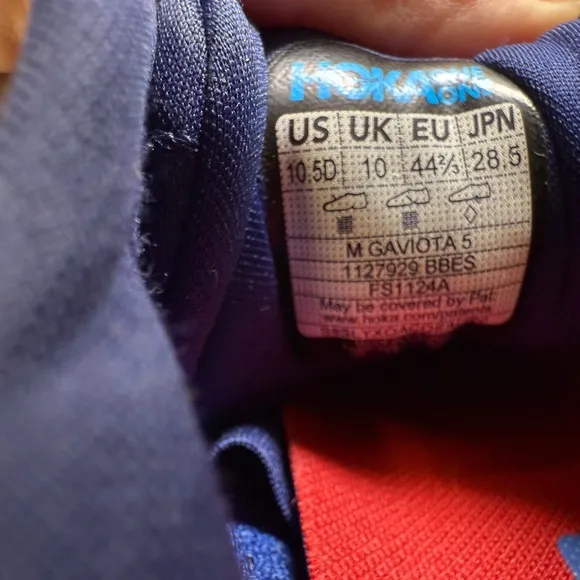 HOKA ONE ONE
US UK EU JPN
10.5D 10 44⅔ 28.5
M GAVIOTA 5
1127929 BBES
FS1124A
May be covered by Pat.
www.hoka.com/patents